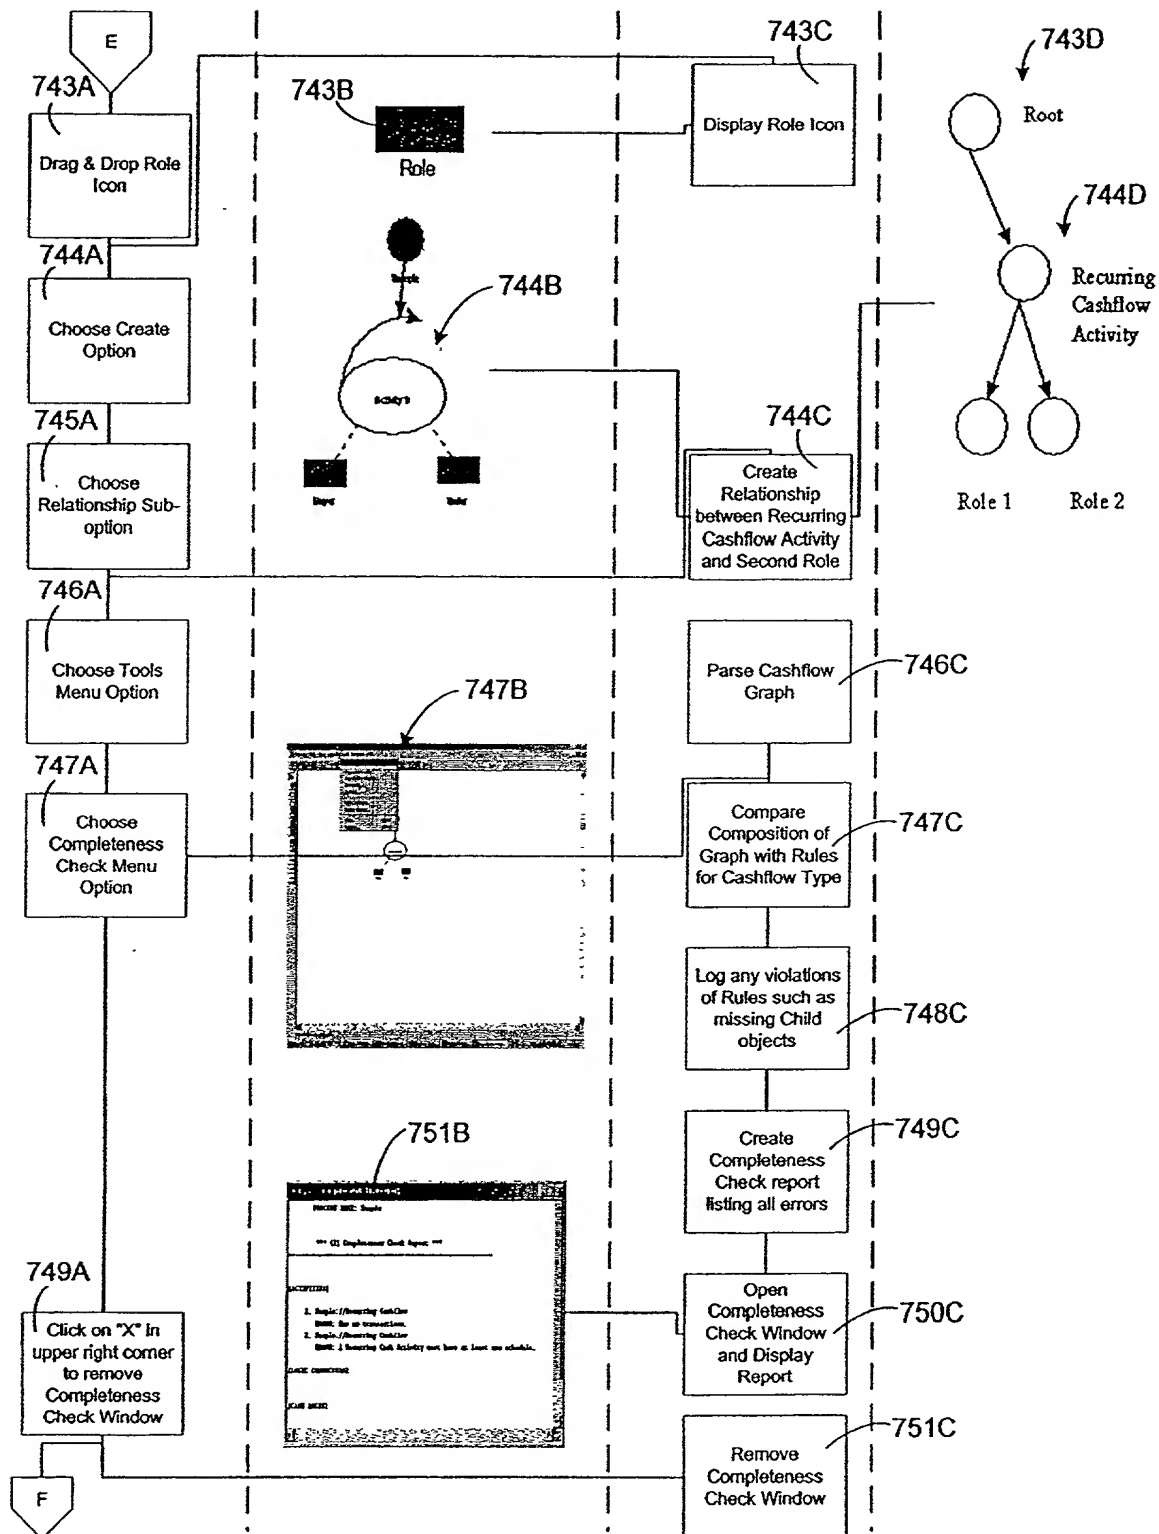 E
743A
Drag & Drop Role
Icon
744A
Choose Create
Option
745A
Choose
Relationship Sub-
option
746A
Choose Tools
Menu Option
747A
Choose
Completeness
Check Menu
Option
749A
Click on "X" in
upper right corner
to remove
Completeness
Check Window
F
743B
Role
744B
747B
751B
*** Completeness Check Report ***
743C
Display Role Icon
744C
Create
Relationship
between Recurring
Cashflow Activity
and Second Role
Parse Cashflow
Graph
746C
Compare
Composition of
Graph with Rules
for Cashflow Type
747C
Log any violations
of Rules such as
missing Child
objects
748C
Create
Completeness
Check report
listing all errors
749C
Open
Completeness
Check Window
and Display
Report
750C
751C
Remove
Completeness
Check Window
743D
Root
744D
Recurring
Cashflow
Activity
Role 1
Role 2